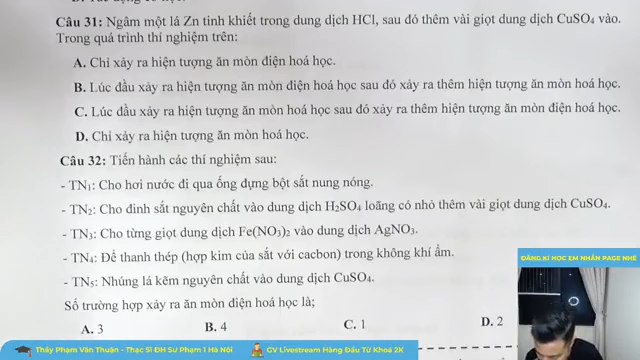 Câu 31: Ngâm một lá Zn tinh khiết trong dung dịch HCl, sau đó thêm vài giọt dung dịch CuSO₄ vào.
Trong quá trình thí nghiệm trên:
A. Chỉ xảy ra hiện tượng ăn mòn điện hoá học.
B. Lúc đầu xảy ra hiện tượng ăn mòn điện hoá học sau đó xảy ra thêm hiện tượng ăn mòn hoá học.
C. Lúc đầu xảy ra hiện tượng ăn mòn hoá học sau đó xảy ra thêm hiện tượng ăn mòn điện hoá học.
D. Chỉ xảy ra hiện tượng ăn mòn hoá học.
Câu 32: Tiến hành các thí nghiệm sau:
- TN₁: Cho hơi nước đi qua ống đựng bột sắt nung nóng.
- TN₂: Cho đinh sắt nguyên chất vào dung dịch H₂SO₄ loãng có nhỏ thêm vài giọt dung dịch CuSO₄.
- TN₃: Cho từng giọt dung dịch Fe(NO₃)₂ vào dung dịch AgNO₃.
- TN₄: Để thanh thép (hợp kim của sắt với cacbon) trong không khí ẩm.
- TN₅: Nhúng lá kẽm nguyên chất vào dung dịch CuSO₄.
Số trường hợp xảy ra ăn mòn điện hoá học là;
A. 3 B. 4 C. 1 D. 2
ĐĂNG KÍ HỌC EM NHẮN PAGE NHÉ
Thầy Phạm Văn Thuận - Thạc Sĩ ĐH Sư Phạm 1 Hà Nội
GV Livestream Hàng Đầu Từ Khoá 2K